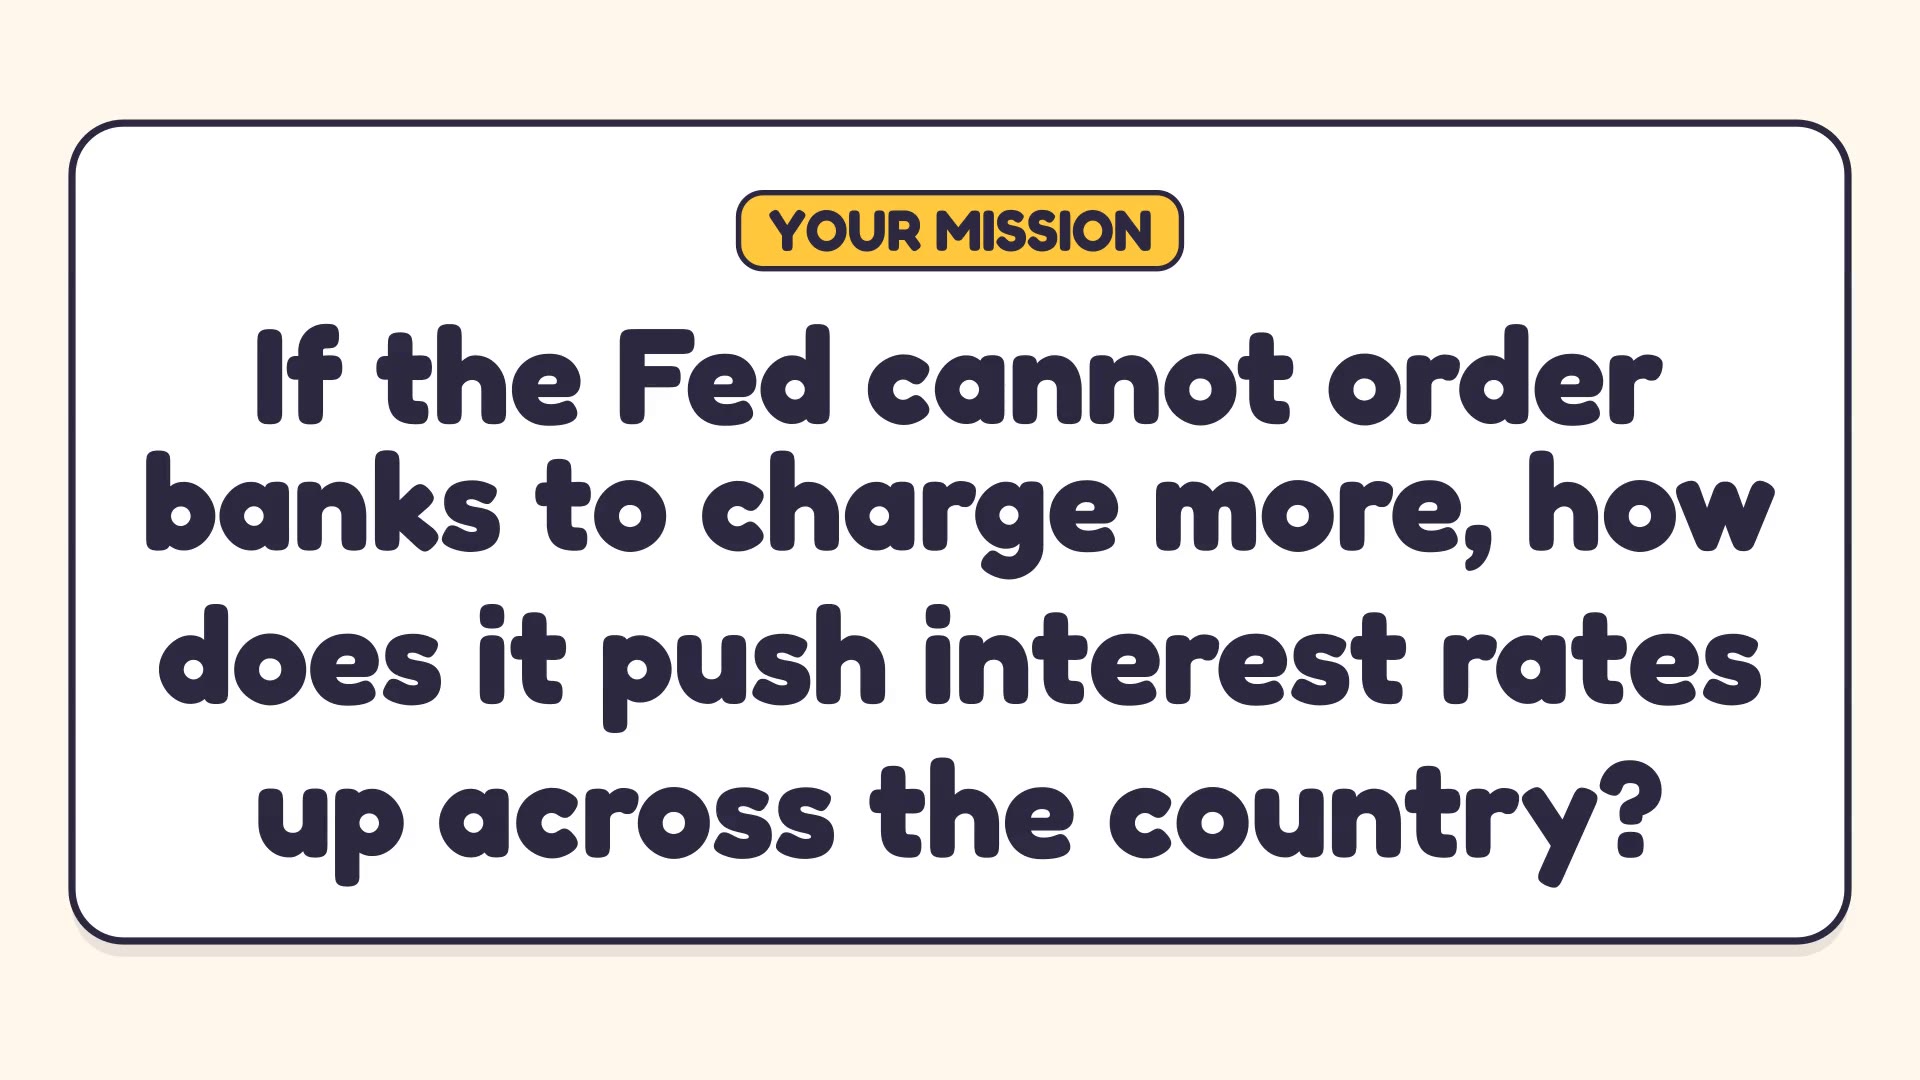 YOUR MISSION
If the Fed cannot order
banks to charge more, how
does it push interest rates
up across the country?